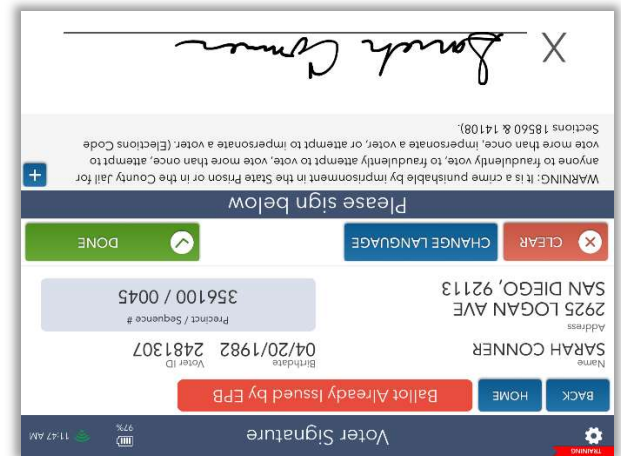 TRAINING
Voter Signature
97%
11:47 AM
BACK
HOME
Ballot Already Issued by EPB
Name
SARAH CONNER
Birthdate
04/20/1982
Voter ID
2481307
Address
2925 LOGAN AVE
SAN DIEGO, 92113
Precinct / Sequence #
356100 / 0045
CLEAR
CHANGE LANGUAGE
DONE
Please sign below
WARNING: It is a crime punishable by imprisonment in the State Prison or in the County Jail for
anyone to fraudulently vote, to fraudulently attempt to vote, vote more than once, attempt to
vote more than once, impersonate a voter, or attempt to impersonate a voter. (Elections Code
Sections 18560 & 14108).
+
X Sarah Conner